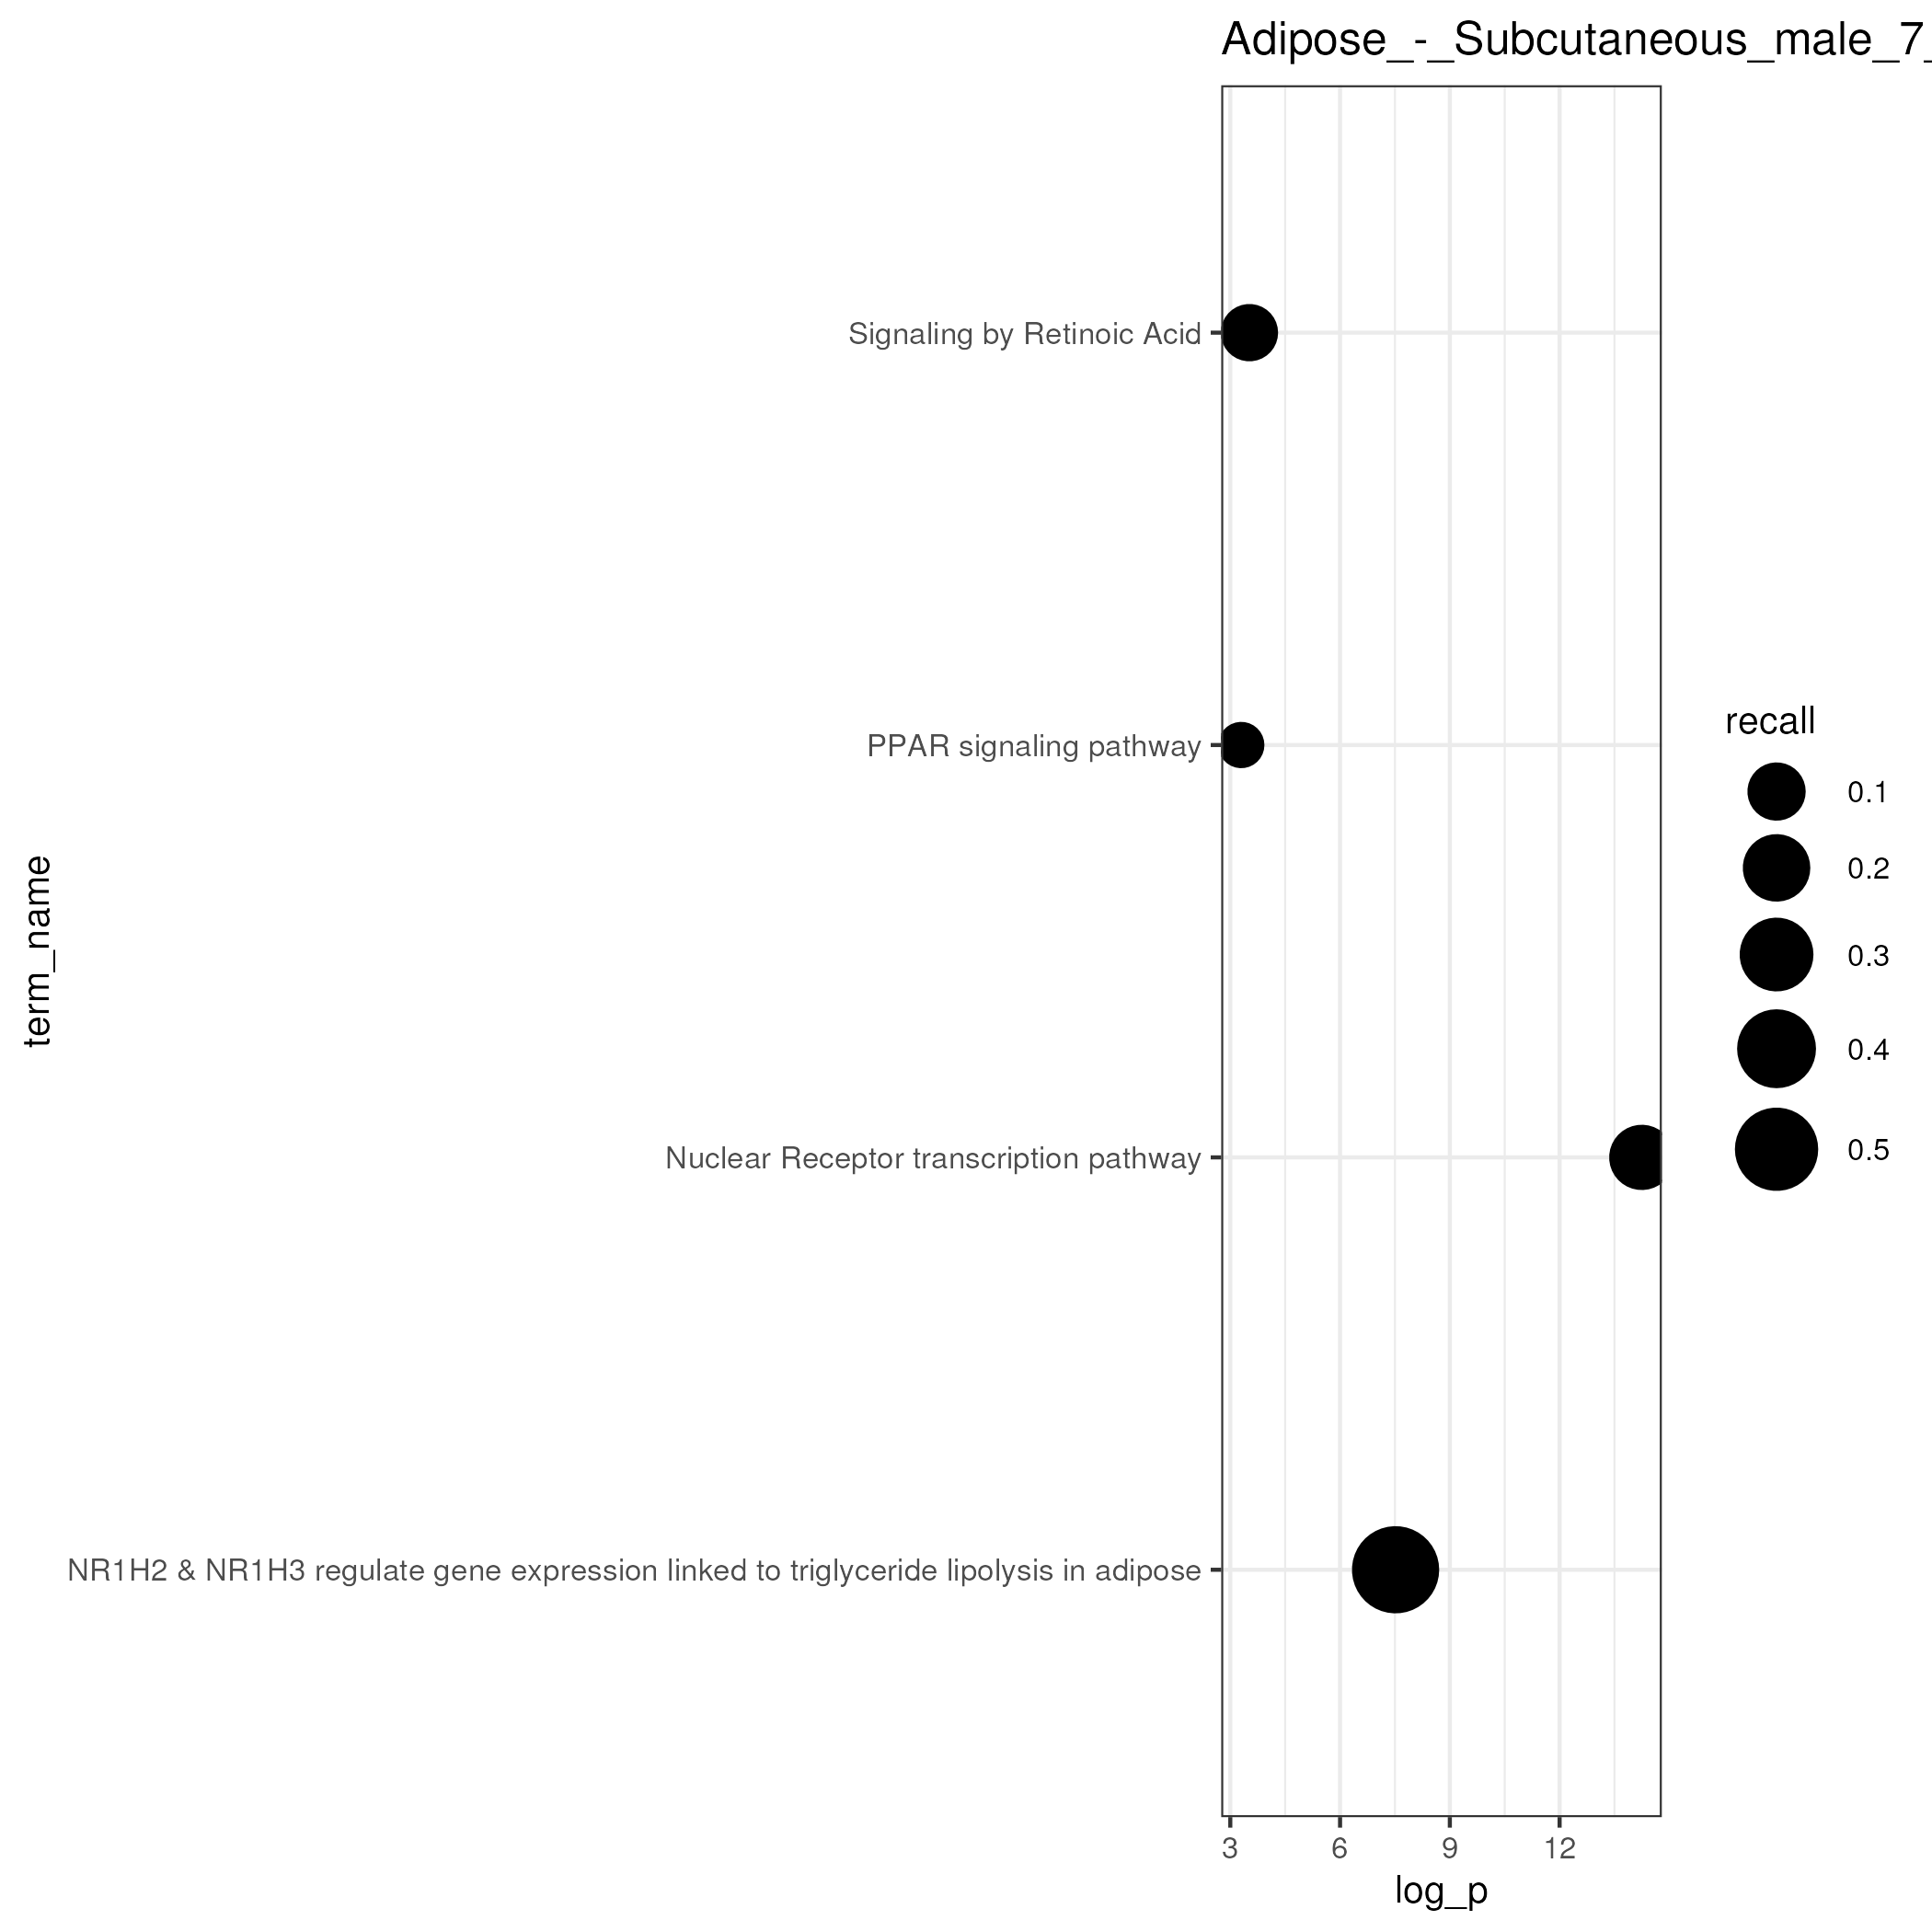 Adipose_-_Subcutaneous_male_7_
term_name
Signaling by Retinoic Acid
PPAR signaling pathway
Nuclear Receptor transcription pathway
NR1H2 & NR1H3 regulate gene expression linked to triglyceride lipolysis in adipose
3 6 9 12
log_p
recall
0.1
0.2
0.3
0.4
0.5